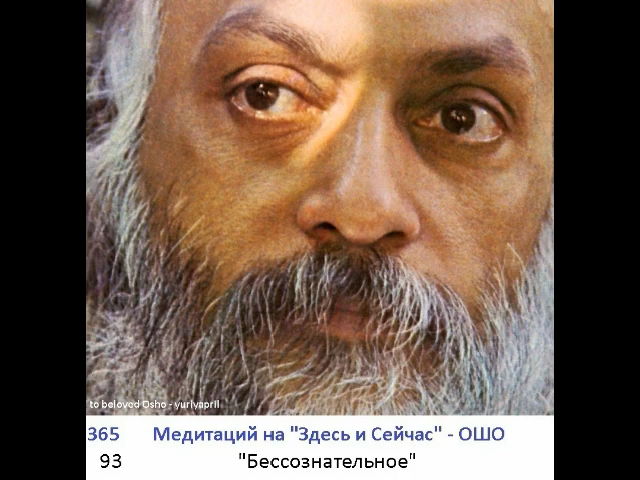 to beloved Osho - yuriyapril
365 Медитаций на "Здесь и Сейчас" - ОШО
93 "Бессознательное"